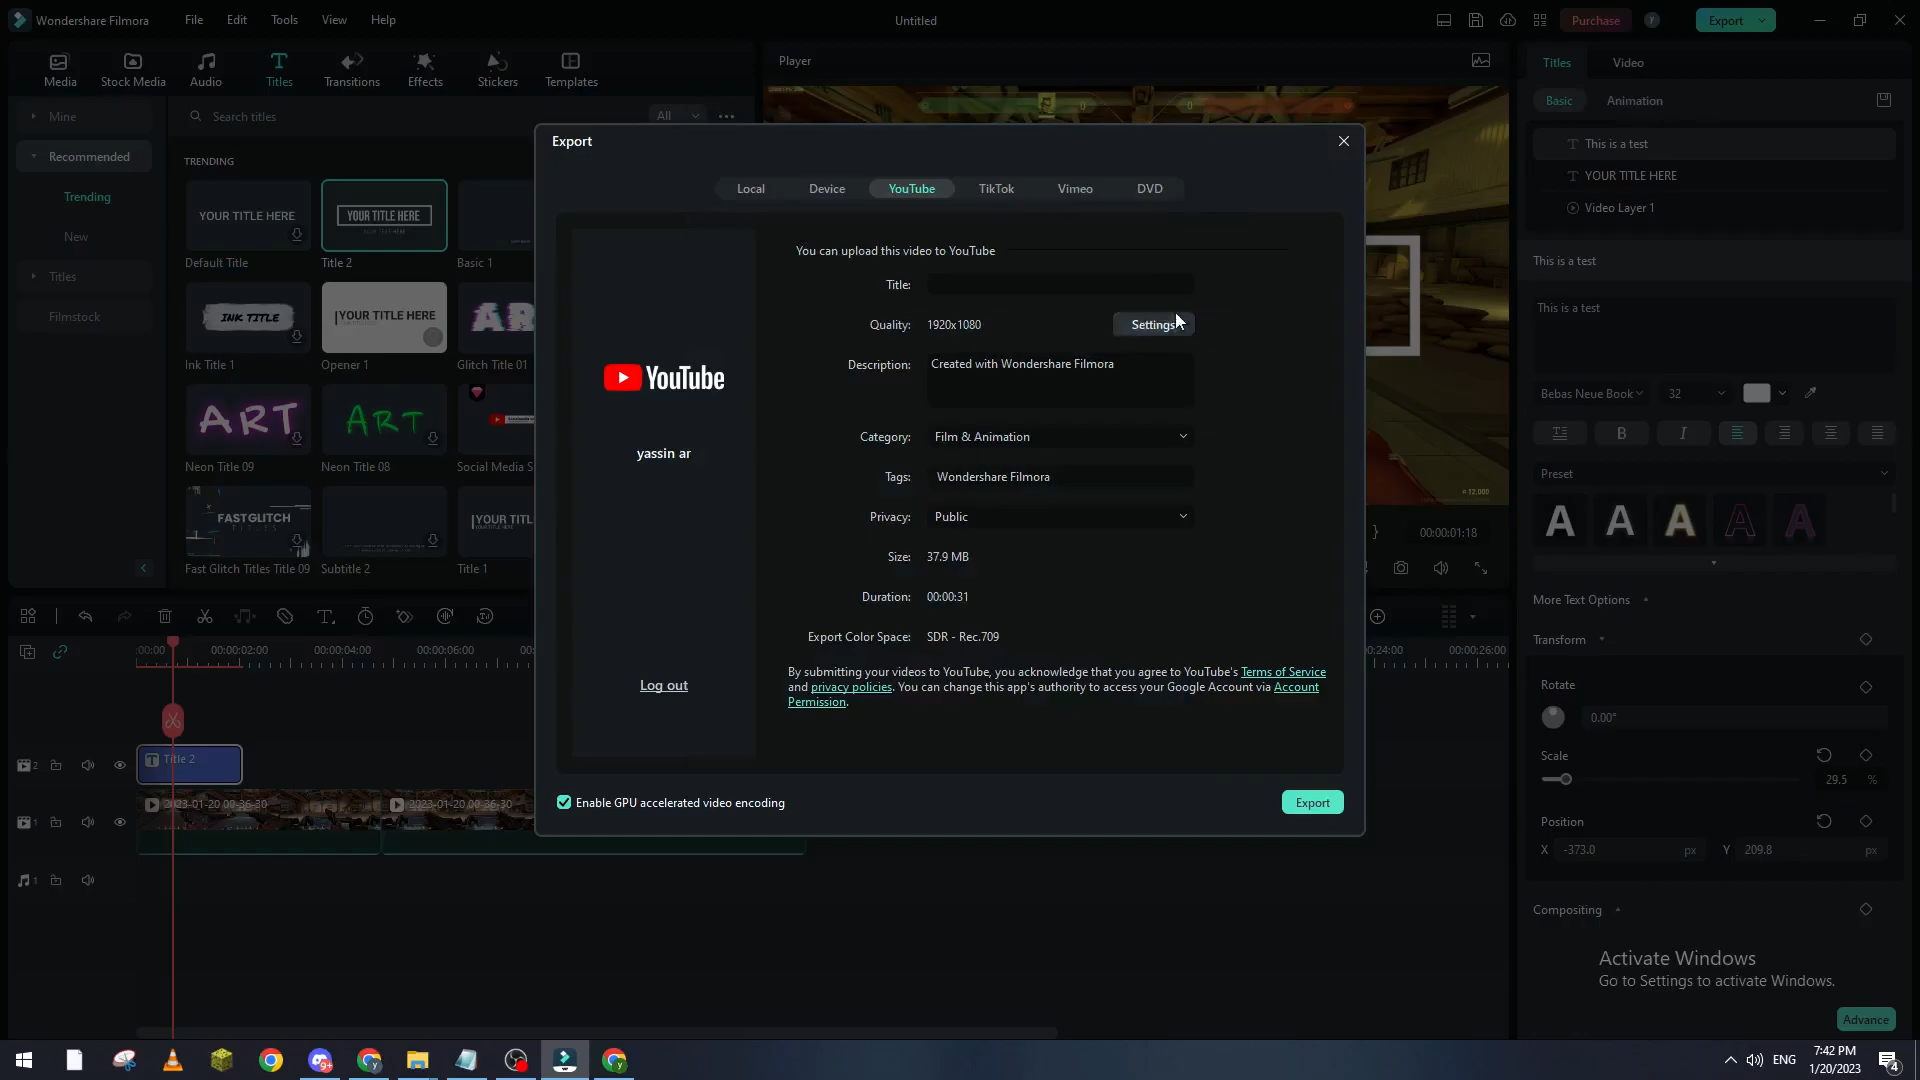 Wondershare Filmora
File
Edit
Tools
View
Help
Untitled
Purchase
y
Export
Media
Stock Media
Audio
Titles
Transitions
Effects
Stickers
Templates
Player
Titles
Video
Mine
Search titles
All
Basic
Animation
Recommended
TRENDING
Trending
New
Titles
Filmstock
YOUR TITLE HERE
YOUR TITLE HERE
Default Title
Title 2
Basic 1
INK TITLE
YOUR TITLE HERE
Ink Title 1
Opener 1
Glitch Title 01
ART
ART
Neon Title 09
Neon Title 08
Social Media S
FAST GLITCH
TITLES
YOUR TITL
Fast Glitch Titles Title 09
Subtitle 2
Title 1
Export
Local
Device
YouTube
TikTok
Vimeo
DVD
YouTube
yassin ar
Log out
You can upload this video to YouTube
Title:
Quality:
1920x1080
Settings
Description:
Created with Wondershare Filmora
Category:
Film & Animation
Tags:
Wondershare Filmora
Privacy:
Public
Size:
37.9 MB
Duration:
00:00:31
Export Color Space:
SDR - Rec.709
By submitting your videos to YouTube, you acknowledge that you agree to YouTube's Terms of Service
and privacy policies. You can change this app's authority to access your Google Account via Account
Permission.
Enable GPU accelerated video encoding
Export
00:00:01:18
This is a test
YOUR TITLE HERE
Video Layer 1
This is a test
This is a test
Bebas Neue Book
32
B
I
Preset
A
A
A
A
A
More Text Options
Transform
Rotate
0.00°
Scale
29.5
%
Position
X
-373.0
px
Y
209.8
px
Compositing
Activate Windows
Go to Settings to activate Windows.
Advance
:00:00
00:00:02:00
00:00:04:00
00:00:06:00
00:
0:24:00
00:00:26:00
2
Title 2
1
2023-01-20 00-36-30
2023-01-20 00-36-30
1
9+
ENG
7:42 PM
1/20/2023
4